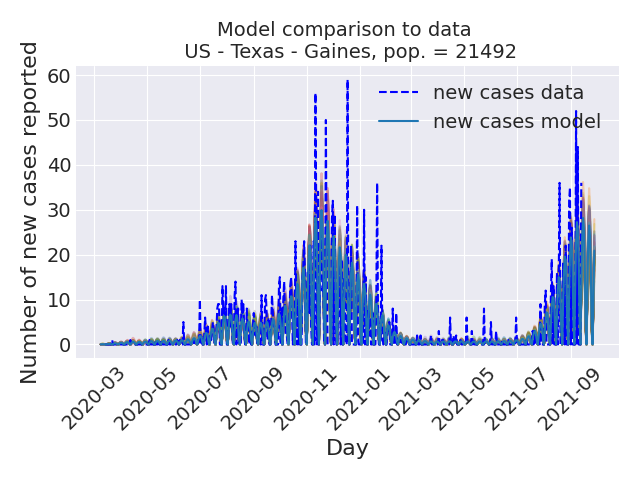 Model comparison to data
US - Texas - Gaines, pop. = 21492
Number of new cases reported
60
50
40
30
20
10
0
new cases data
new cases model
2020-03
2020-05
2020-07
2020-09
2020-11
2021-01
2021-03
2021-05
2021-07
2021-09
Day